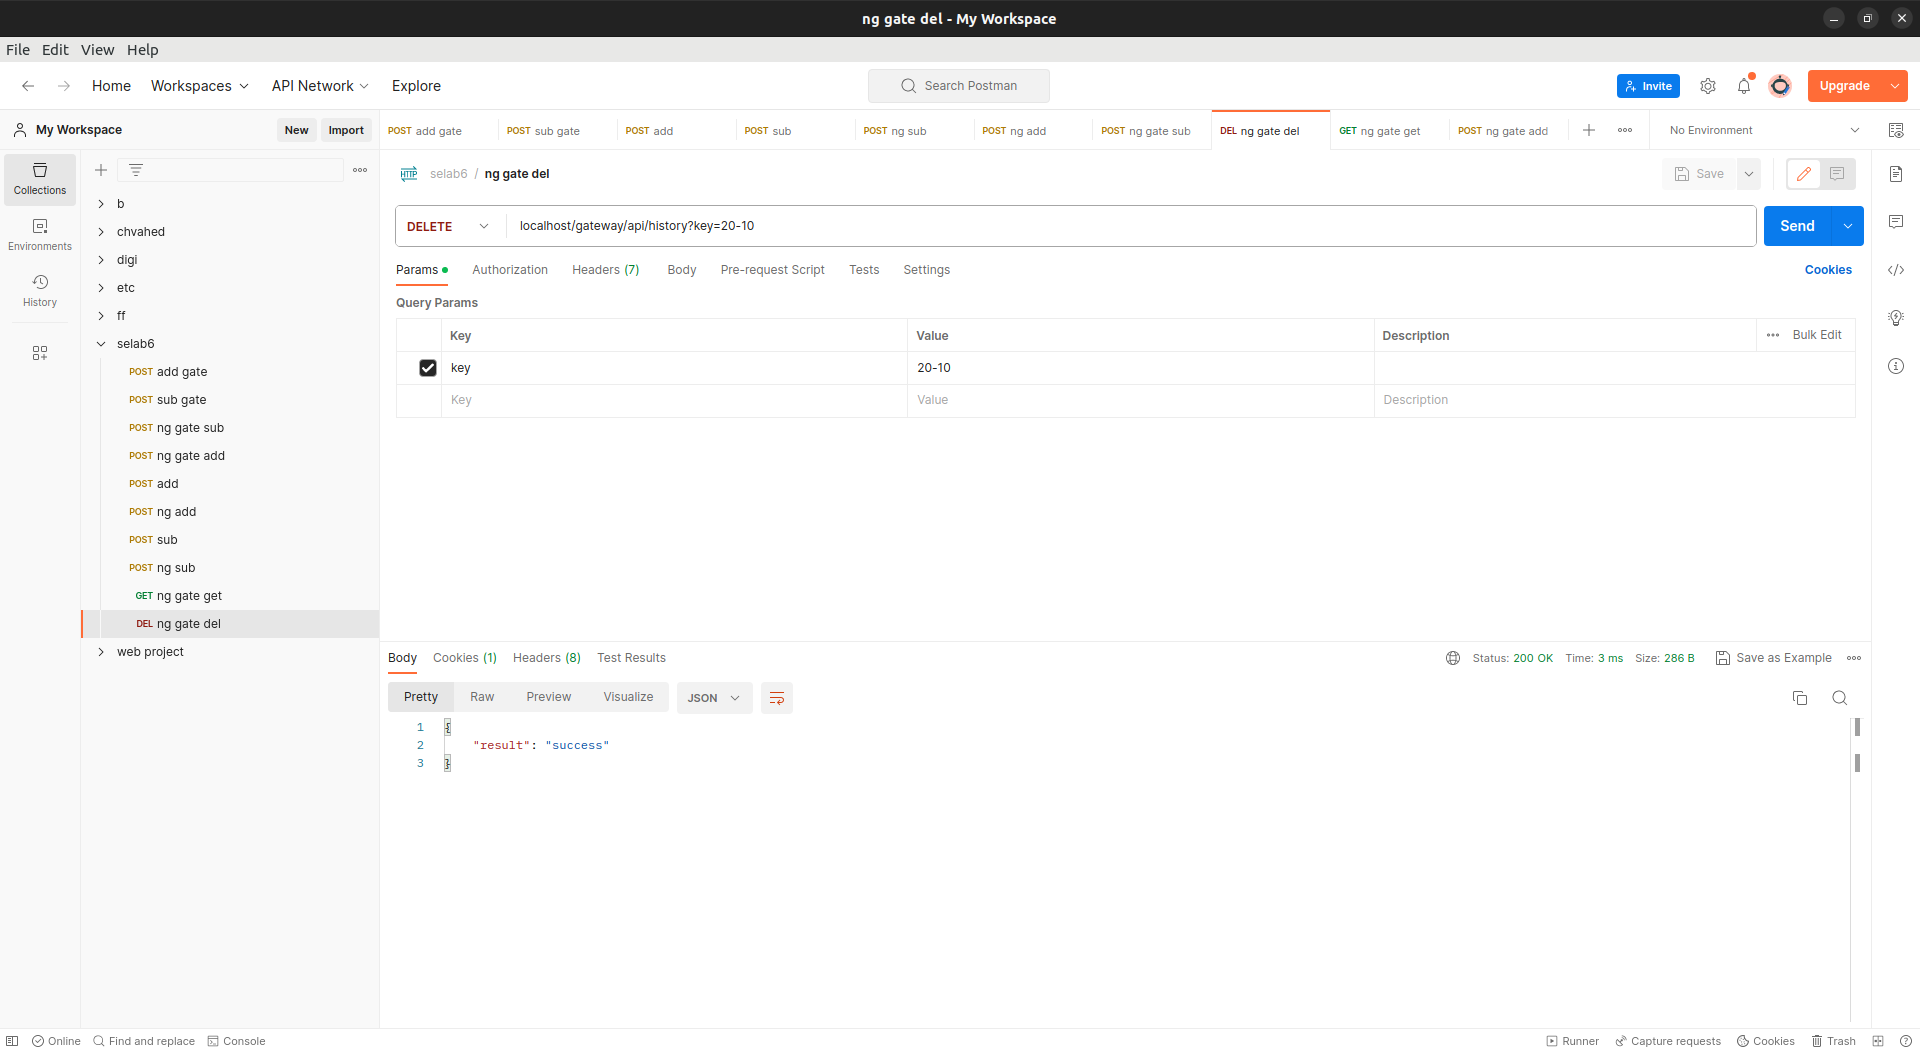 ng gate del - My Workspace
File Edit View Help
Home Workspaces API Network Explore
Search Postman
Invite
Upgrade
My Workspace New Import
POST add gate POST sub gate POST add POST sub POST ng sub POST ng add POST ng gate sub DEL ng gate del GET ng gate get POST ng gate add
No Environment
Collections
Environments
History
b
chvahed
digi
etc
ff
selab6
POST add gate
POST sub gate
POST ng gate sub
POST ng gate add
POST add
POST ng add
POST sub
POST ng sub
GET ng gate get
DEL ng gate del
web project
HTTP selab6 / ng gate del
Save
DELETE localhost/gateway/api/history?key=20-10
Send
Params Authorization Headers (7) Body Pre-request Script Tests Settings
Cookies
Query Params
Key Value Description Bulk Edit
key 20-10
Key Value Description
Body Cookies (1) Headers (8) Test Results
Status: 200 OK Time: 3 ms Size: 286 B Save as Example
Pretty Raw Preview Visualize JSON
1 {
2 "result": "success"
3 }
Online Find and replace Console
Runner Capture requests Cookies Trash